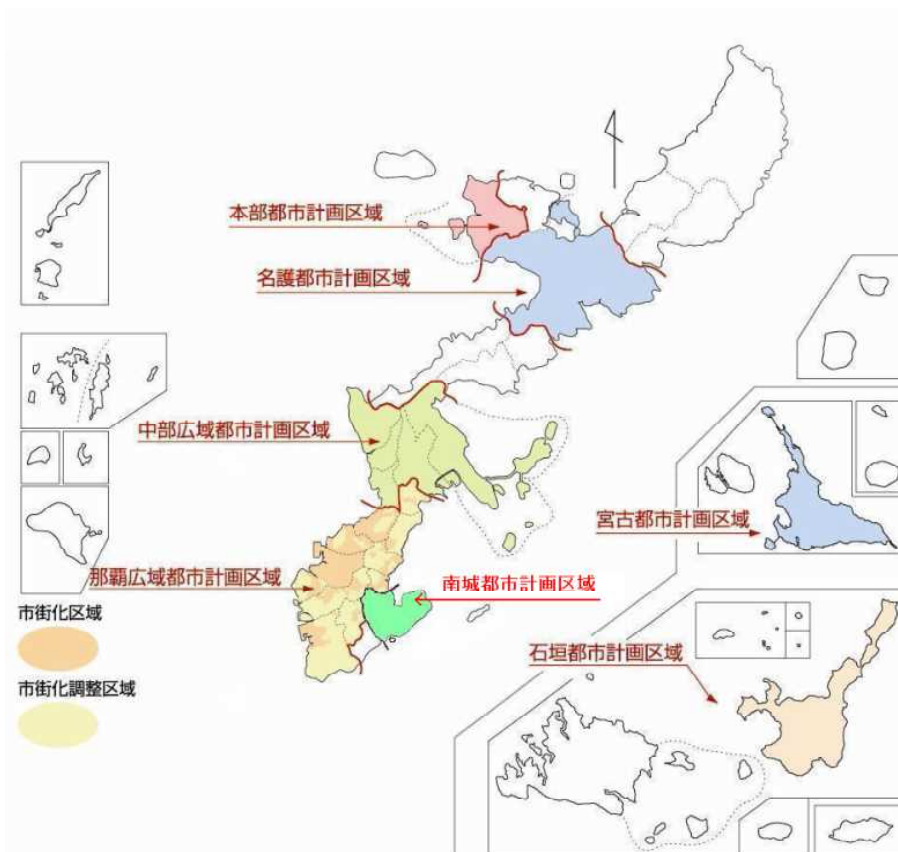 本部都市計画区域
名護都市計画区域
中部広域都市計画区域
宮古都市計画区域
那覇広域都市計画区域
南城都市計画区域
市街化区域
石垣都市計画区域
市街化調整区域